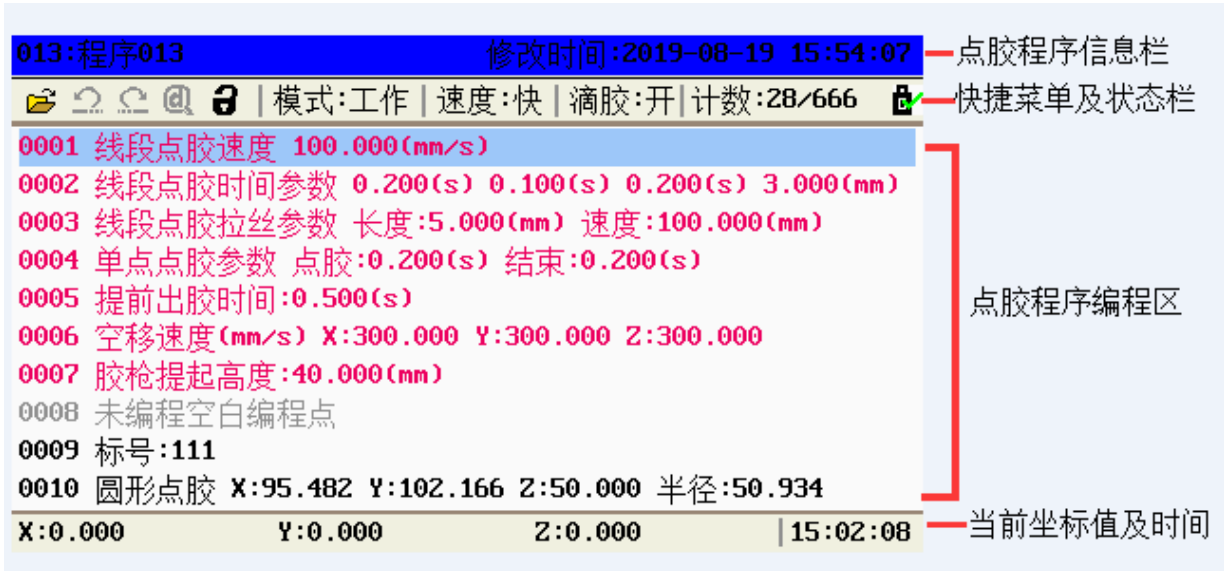 013:程序013 修改时间:2019-08-19 15:54:07 点胶程序信息栏
@ |模式:工作|速度:快|滴胶:开|计数:28/666 快捷菜单及状态栏
0001 线段点胶速度 100.000(mm/s)
0002 线段点胶时间参数 0.200(s) 0.100(s) 0.200(s) 3.000(mm)
0003 线段点胶拉丝参数 长度:5.000(mm) 速度:100.000(mm)
0004 单点点胶参数 点胶:0.200(s) 结束:0.200(s)
0005 提前出胶时间:0.500(s)
点胶程序编程区
0006 空移速度(mm/s) X:300.000 Y:300.000 Z:300.000
0007 胶枪提起高度:40.000(mm)
0008 未编程空白编程点
0009 标号:111
0010 圆形点胶 X:95.482 Y:102.166 Z:50.000 半径:50.934
X:0.000 Y:0.000 Z:0.000 |15:02:08 当前坐标值及时间